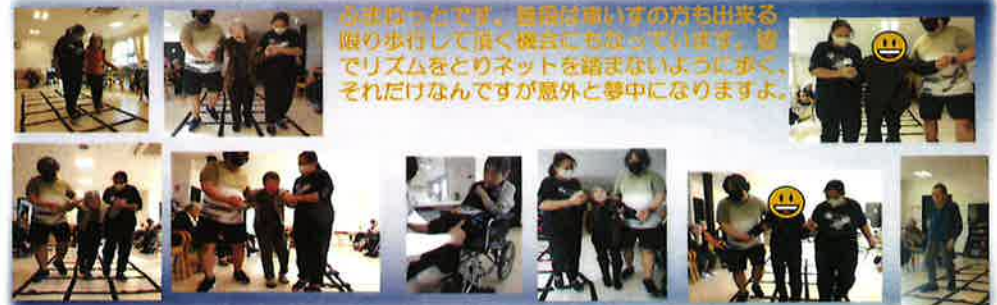 ふまねっとです。普段は車いすの方も出来る
限り歩行して頂く機会にもなっています。皆
でリズムをとりネットを踏まないように歩く、
それだけなんですが意外と夢中になりますよ。